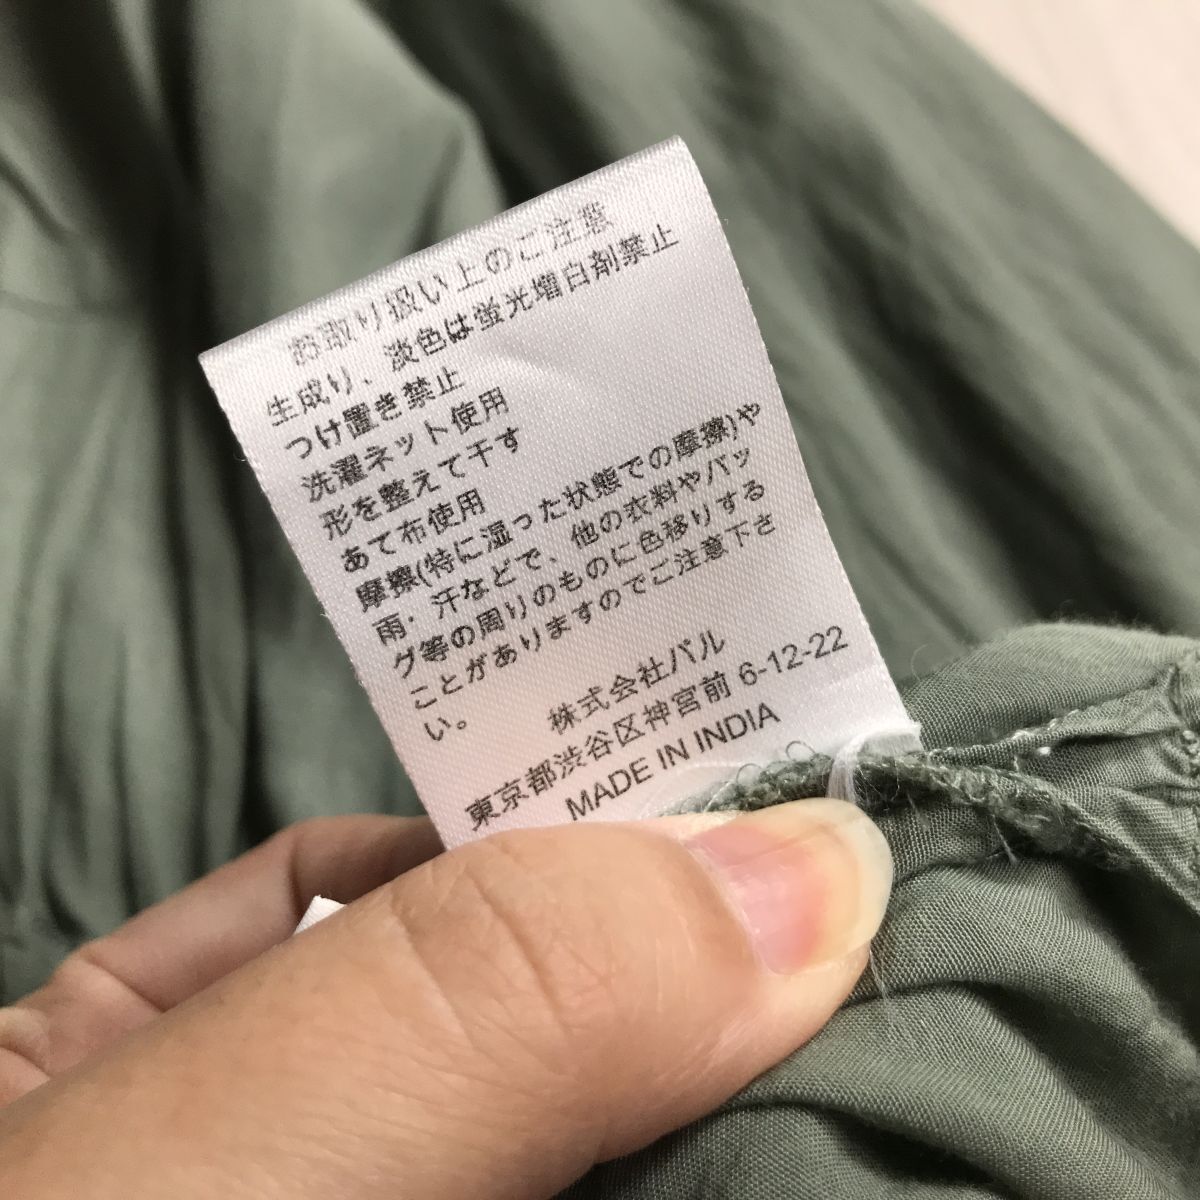 お取り扱い上のご注意
生成り、淡色は蛍光増白剤禁止
つけ置き禁止
洗濯ネット使用
形を整えて干す
あて布使用
摩擦(特に湿った状態での摩擦)や
雨・汗などで、他の衣料やバッ
グ等の周りのものに色移りする
ことがありますのでご注意下さ
い。
株式会社パル
東京都渋谷区神宮前 6-12-22
MADE IN INDIA